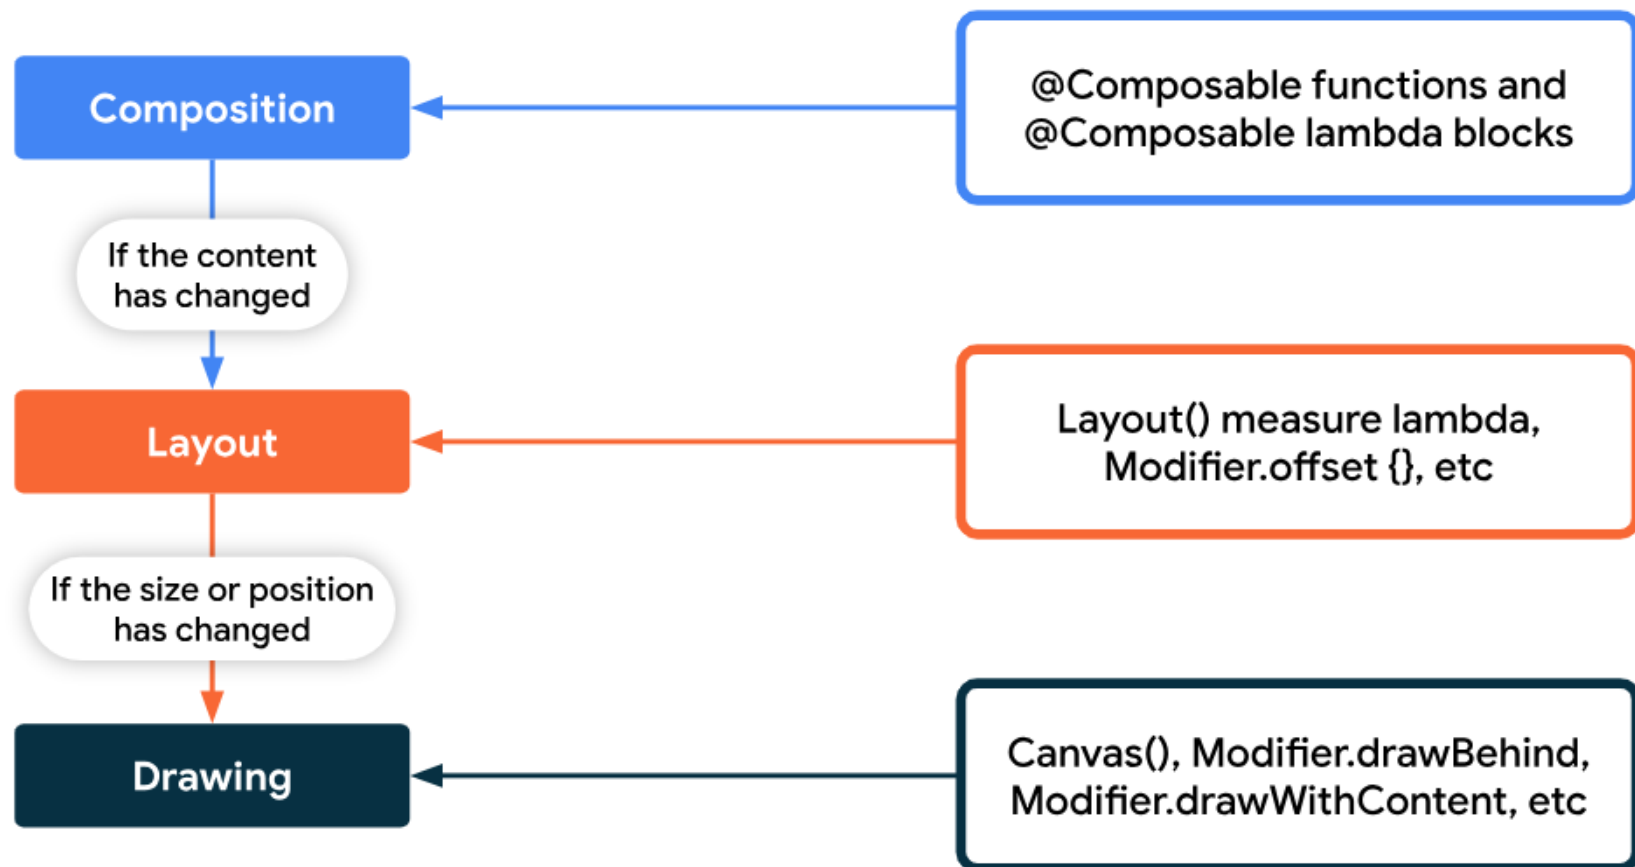 Composition
@Composable functions and
@Composable lambda blocks
If the content
has changed
Layout
Layout() measure lambda,
Modifier.offset {}, etc
If the size or position
has changed
Drawing
Canvas(), Modifier.drawBehind,
Modifier.drawWithContent, etc